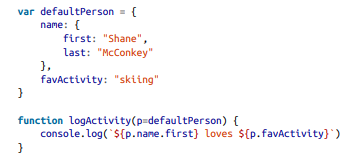 var defaultPerson = {
    name: {
        first: "Shane",
        last: "McConkey"
    },
    favActivity: "skiing"
}

function logActivity(p=defaultPerson) {
    console.log(`${p.name.first} loves ${p.favActivity}`)
}